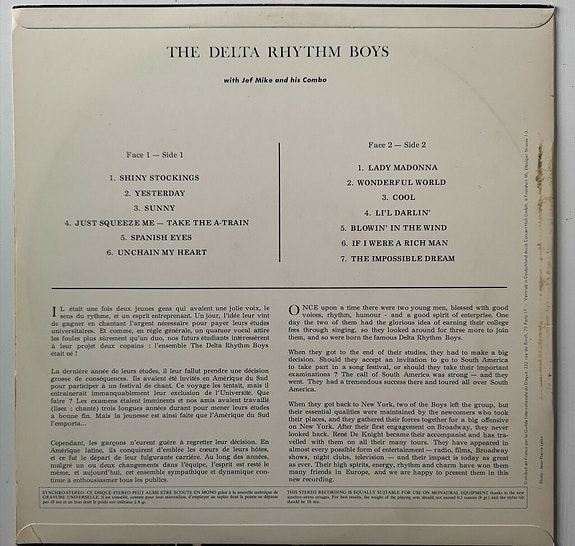 THE DELTA RHYTHM BOYS
with Jef Mike and his Combo
Face 1 — Side 1
1. SHINY STOCKINGS
2. YESTERDAY
3. SUNNY
4. JUST SQUEEZE ME — TAKE THE A-TRAIN
5. SPANISH EYES
6. UNCHAIN MY HEART
Face 2 — Side 2
1. LADY MADONNA
2. WONDERFUL WORLD
3. COOL
4. LI'L DARLIN'
5. BLOWIN' IN THE WIND
6. IF I WERE A RICH MAN
7. THE IMPOSSIBLE DREAM
IL était une fois deux jeunes gens qui avaient une jolie voix, le
sens du rythme, et un esprit entreprenant. Un jour, l'idée leur vint
de gagner en chantant l'argent nécessaire pour payer leurs études
universitaires. Et comme, en règle générale, un quatuor vocal attire
les foules plus sûrement qu'un duo, nos futurs étudiants intéressèrent
à leur projet deux copains : l'ensemble The Delta Rhythm Boys
était né !
La dernière année de leurs études, il leur fallut prendre une décision
grosse de conséquences. Ils avaient été invités en Amérique du Sud
pour participer à un festival de chant. Ce voyage les tentait, mais il
entraînerait immanquablement leur exclusion de l'Université. Que
faire ? Les examens étaient imminents et nos amis avaient travaillé
(lisez : chanté) trois longues années durant pour mener leurs études
à bonne fin. Mais la jeunesse est ainsi faite que l'Amérique du Sud
l'emporta...
Cependant, les garçons n'eurent guère à regretter leur décision. En
Amérique latine, ils conquirent d'emblée les cœurs de leurs hôtes,
et ce fut le départ de leur fulgurante carrière. Au long des années,
malgré un ou deux changements dans l'équipe, l'esprit est resté le
même, et aujourd'hui, cet ensemble sympathique et dynamique con-
tinue à enthousiasmer tous les publics.
ONCE upon a time there were two young men, blessed with good
voices, rhythm, humour - and a good spirit of enterprise. One
day the two of them had the glorious idea of earning their college
fees through singing, so they looked around for three more to join
them, and so were born the famous Delta Rhythm Boys.
When they got to the end of their studies, they had to make a big
decision. Should they accept an invitation to go to South America
to take part in a song festival, or should they take their important
examinations ? The call of South America was strong — and they
went. They had a tremendous success there and toured all over South
America.
When they got back to New York, two of the Boys left the group, but
their essential qualities were maintained by the newcomers who took
their places, and they gathered their forces together for a big offensive
on New York. After their first engagement on Broadway, they never
looked back. René De Knight became their accompanist and has tra-
velled with them on all their many tours. They have appeared in
almost every possible form of entertainment — radio, films, Broadway
shows, night clubs, television — and their impact is today as great
as ever. Their high spirits, energy, rhythm and charm have won them
many friends in Europe, and we are happy to present them in this
new recording.
SYNCHRO-STEREO: CE DISQUE STEREO PEUT AUSSI ETRE ECOUTE EN MONO grâce à la nouvelle technique de
GRAVURE UNIVERSELLE.
THIS STEREO RECORDING IS EQUALLY SUITABLE FOR USE ON MONAURAL EQUIPMENT thanks to the new